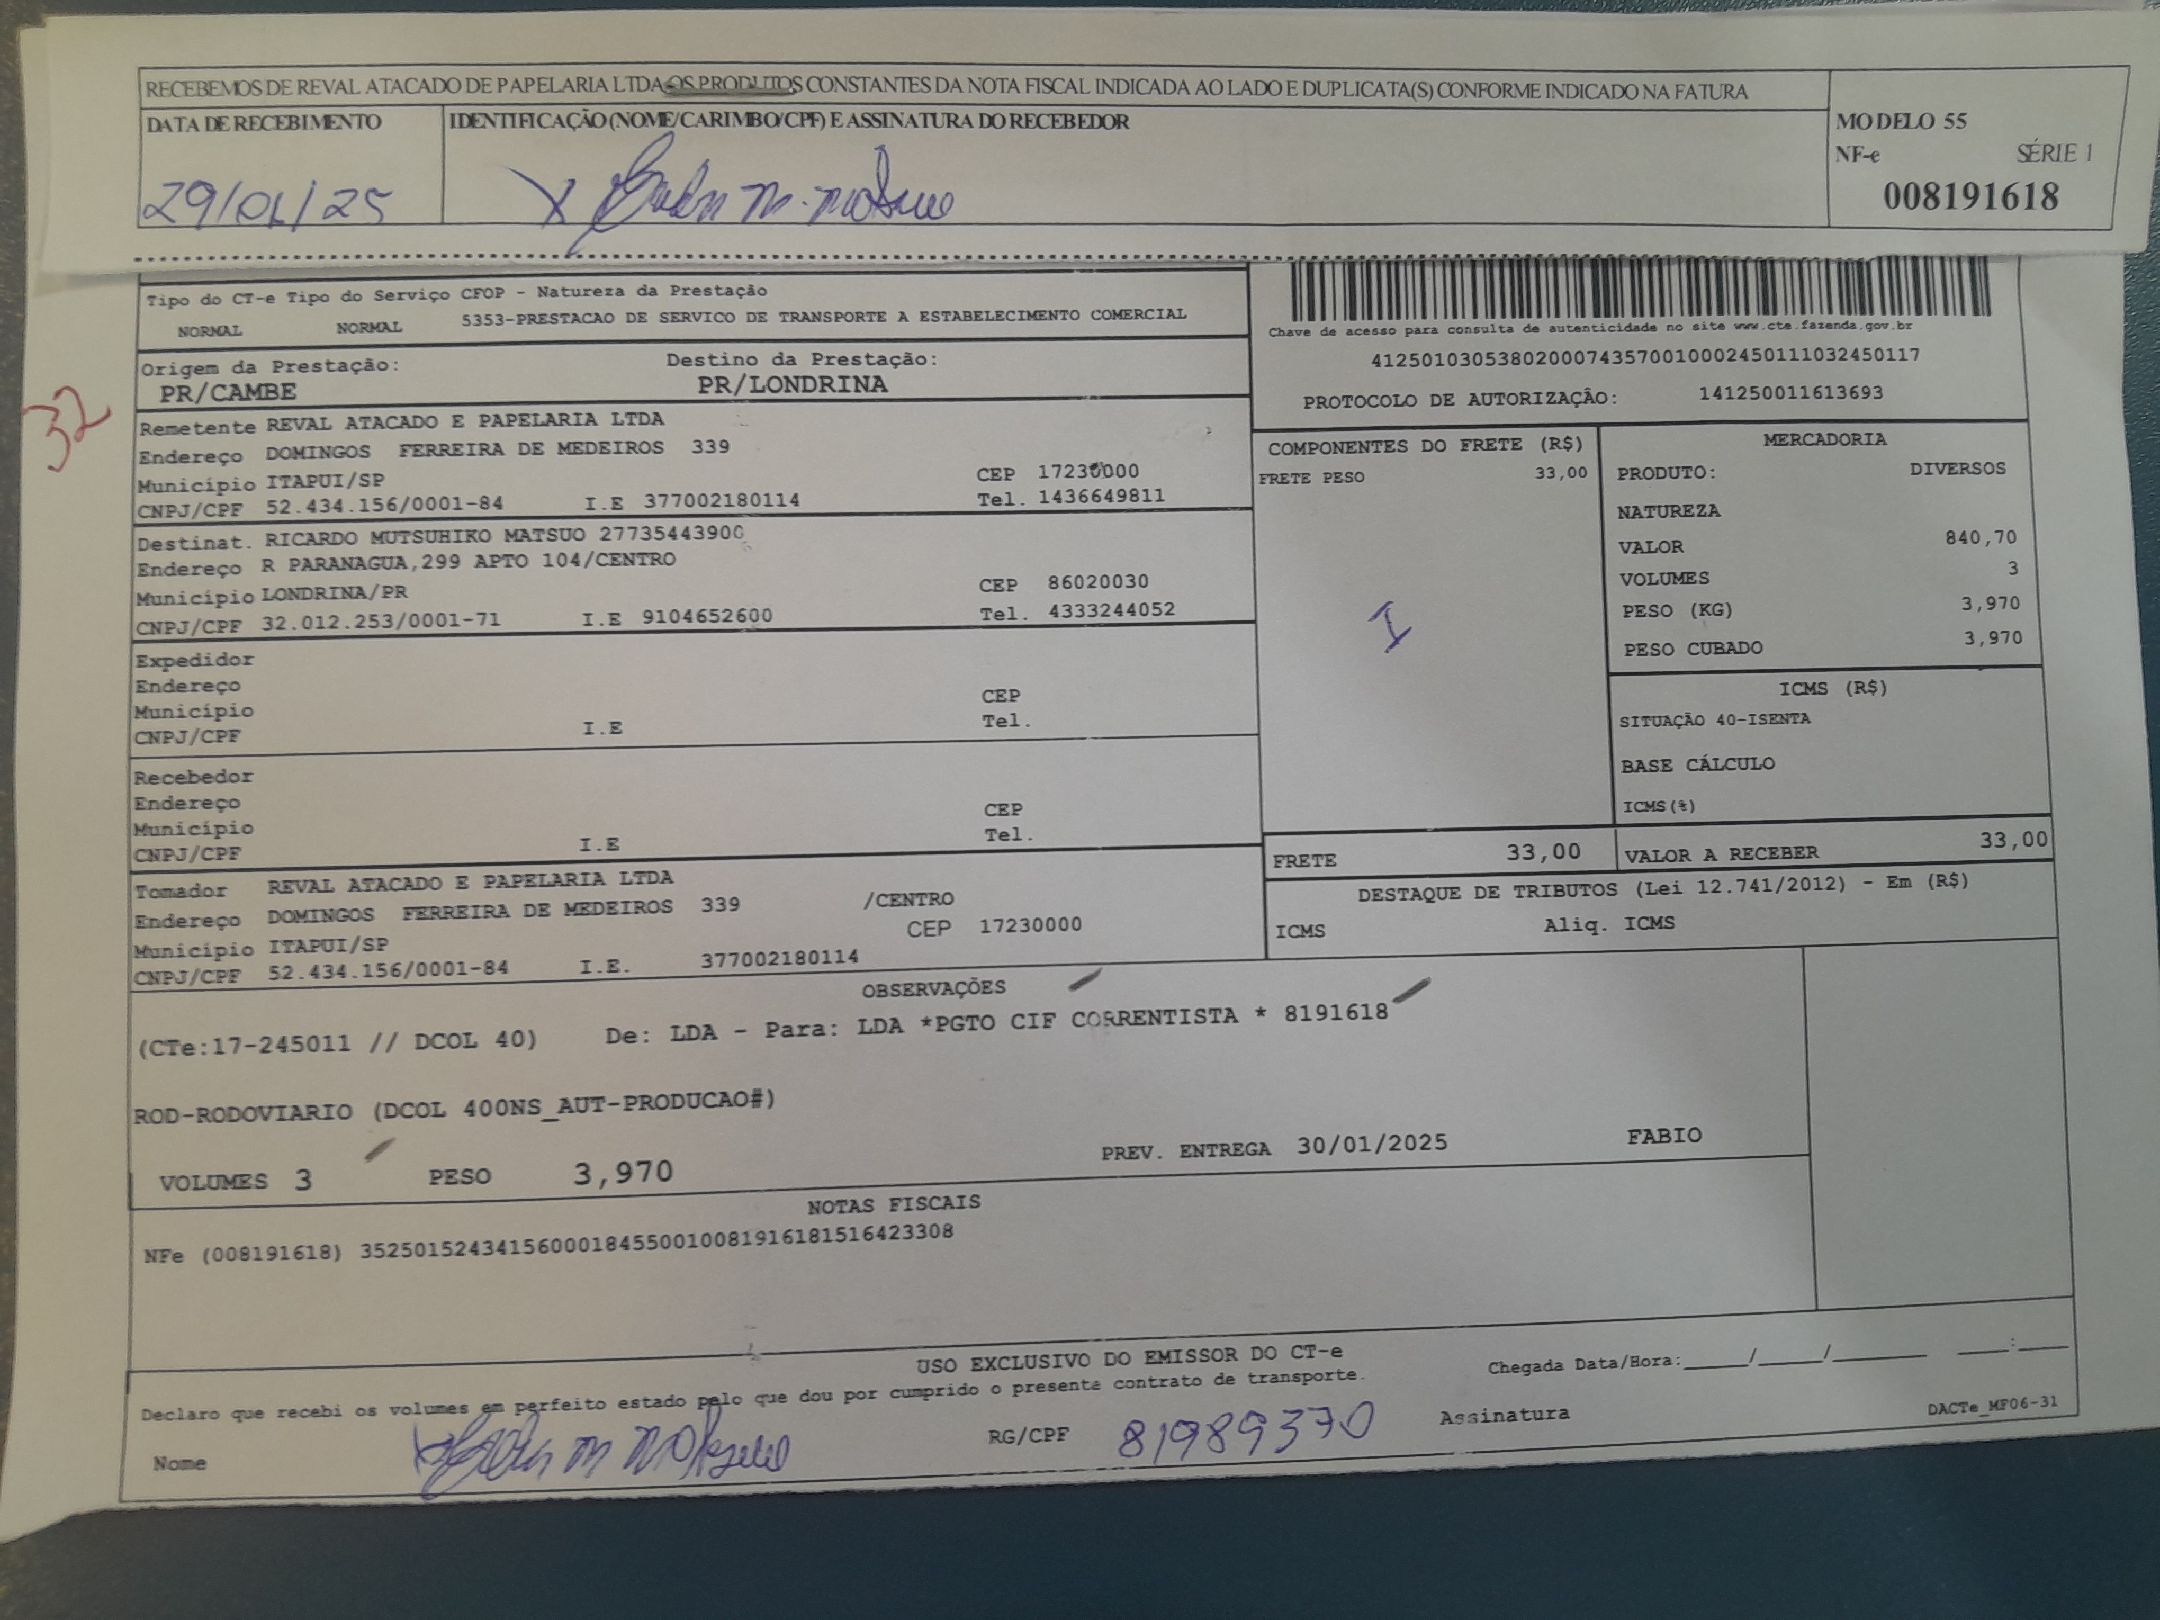 RECEBEMOS DE REVAL ATACADO DE PAPELARIA LTDA OS PRODUTOS CONSTANTES DA NOTA FISCAL INDICADA AO LADO E DUPLICATA(S) CONFORME INDICADO NA FATURA
DATA DE RECEBIMENTO IDENTIFICAÇÃO (NOME/CARIMBO/CPF) E ASSINATURA DO RECEBEDOR
MODELO 55
NF-e SÉRIE 1
008191618
29/01/25 X
Tipo do CT-e Tipo do Serviço CFOP - Natureza da Prestação
NORMAL NORMAL 5353-PRESTACAO DE SERVICO DE TRANSPORTE A ESTABELECIMENTO COMERCIAL
Chave de acesso para consulta de autenticidade no site www.cte.fazenda.gov.br
41250103053802000743570010002450111032450117
PROTOCOLO DE AUTORIZAÇÃO: 141250011613693
Origem da Prestação: Destino da Prestação:
PR/CAMBE PR/LONDRINA
32
Remetente REVAL ATACADO E PAPELARIA LTDA
Endereço DOMINGOS FERREIRA DE MEDEIROS 339
Município ITAPUI/SP CEP 17230000
CNPJ/CPF 52.434.156/0001-84 I.E 377002180114 Tel. 1436649811
Destinat. RICARDO MUTSUHIKO MATSUO 27735443900
Endereço R PARANAGUA,299 APTO 104/CENTRO
Município LONDRINA/PR CEP 86020030
CNPJ/CPF 32.012.253/0001-71 I.E 9104652600 Tel. 4333244052
Expedidor
Endereço
Município CEP
CNPJ/CPF I.E Tel.
Recebedor
Endereço
Município CEP
CNPJ/CPF I.E Tel.
Tomador REVAL ATACADO E PAPELARIA LTDA
Endereço DOMINGOS FERREIRA DE MEDEIROS 339 /CENTRO
Município ITAPUI/SP CEP 17230000
CNPJ/CPF 52.434.156/0001-84 I.E. 377002180114
COMPONENTES DO FRETE (R$)
FRETE PESO 33,00
I
MERCADORIA
PRODUTO: DIVERSOS
NATUREZA
VALOR 840,70
VOLUMES 3
PESO (KG) 3,970
PESO CUBADO 3,970
ICMS (R$)
SITUAÇÃO 40-ISENTA
BASE CÁLCULO
ICMS(%)
FRETE 33,00 VALOR A RECEBER 33,00
DESTAQUE DE TRIBUTOS (Lei 12.741/2012) - Em (R$)
ICMS Aliq. ICMS
OBSERVAÇÕES
(CTe:17-245011 // DCOL 40) De: LDA - Para: LDA *PGTO CIF CORRENTISTA * 8191618
ROD-RODOVIARIO (DCOL 400NS_AUT-PRODUCAO#)
VOLUMES 3 PESO 3,970 PREV. ENTREGA 30/01/2025 FABIO
NOTAS FISCAIS
NFe (008191618) 35250152434156000184550010081916181516423308
USO EXCLUSIVO DO EMISSOR DO CT-e
Declaro que recebi os volumes em perfeito estado pelo que dou por cumprido o presente contrato de transporte.
Chegada Data/Hora:____/____/______ ___:___
Nome RG/CPF 81989370 Assinatura
DACTe_MF06-31